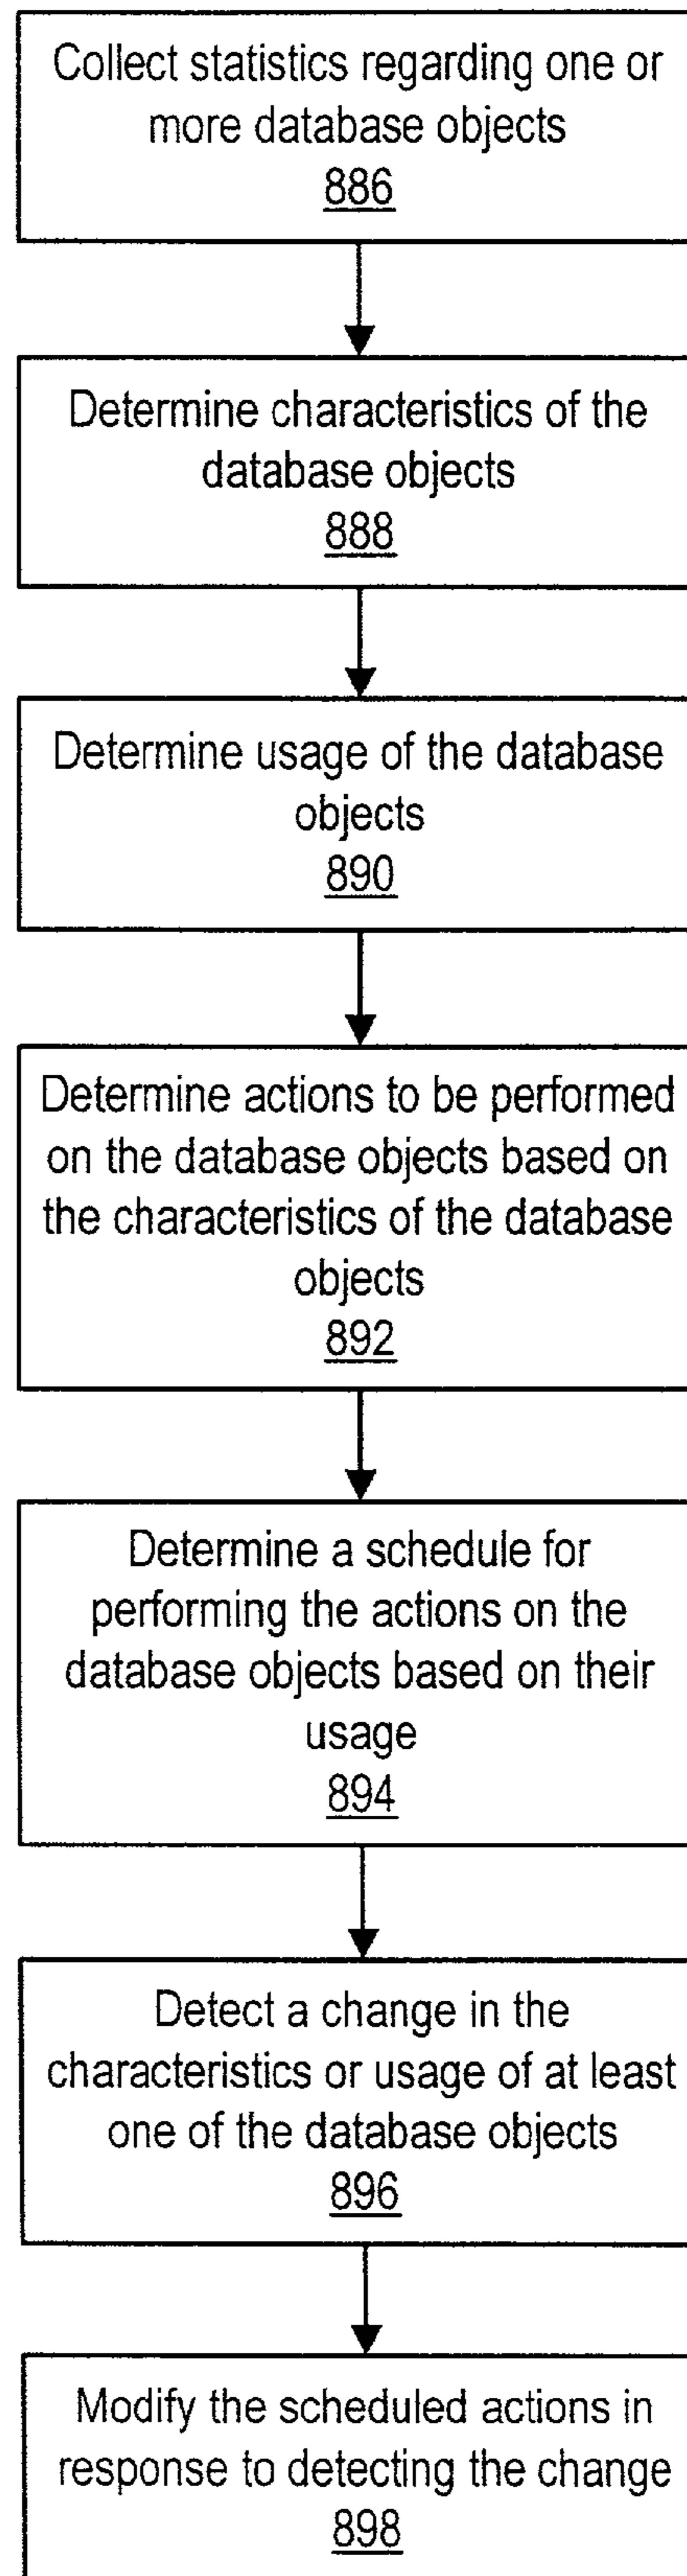 Collect statistics regarding one or
more database objects
886
Determine characteristics of the
database objects
888
Determine usage of the database
objects
890
Determine actions to be performed
on the database objects based on
the characteristics of the database
objects
892
Determine a schedule for
performing the actions on the
database objects based on their
usage
894
Detect a change in the
characteristics or usage of at least
one of the database objects
896
Modify the scheduled actions in
response to detecting the change
898